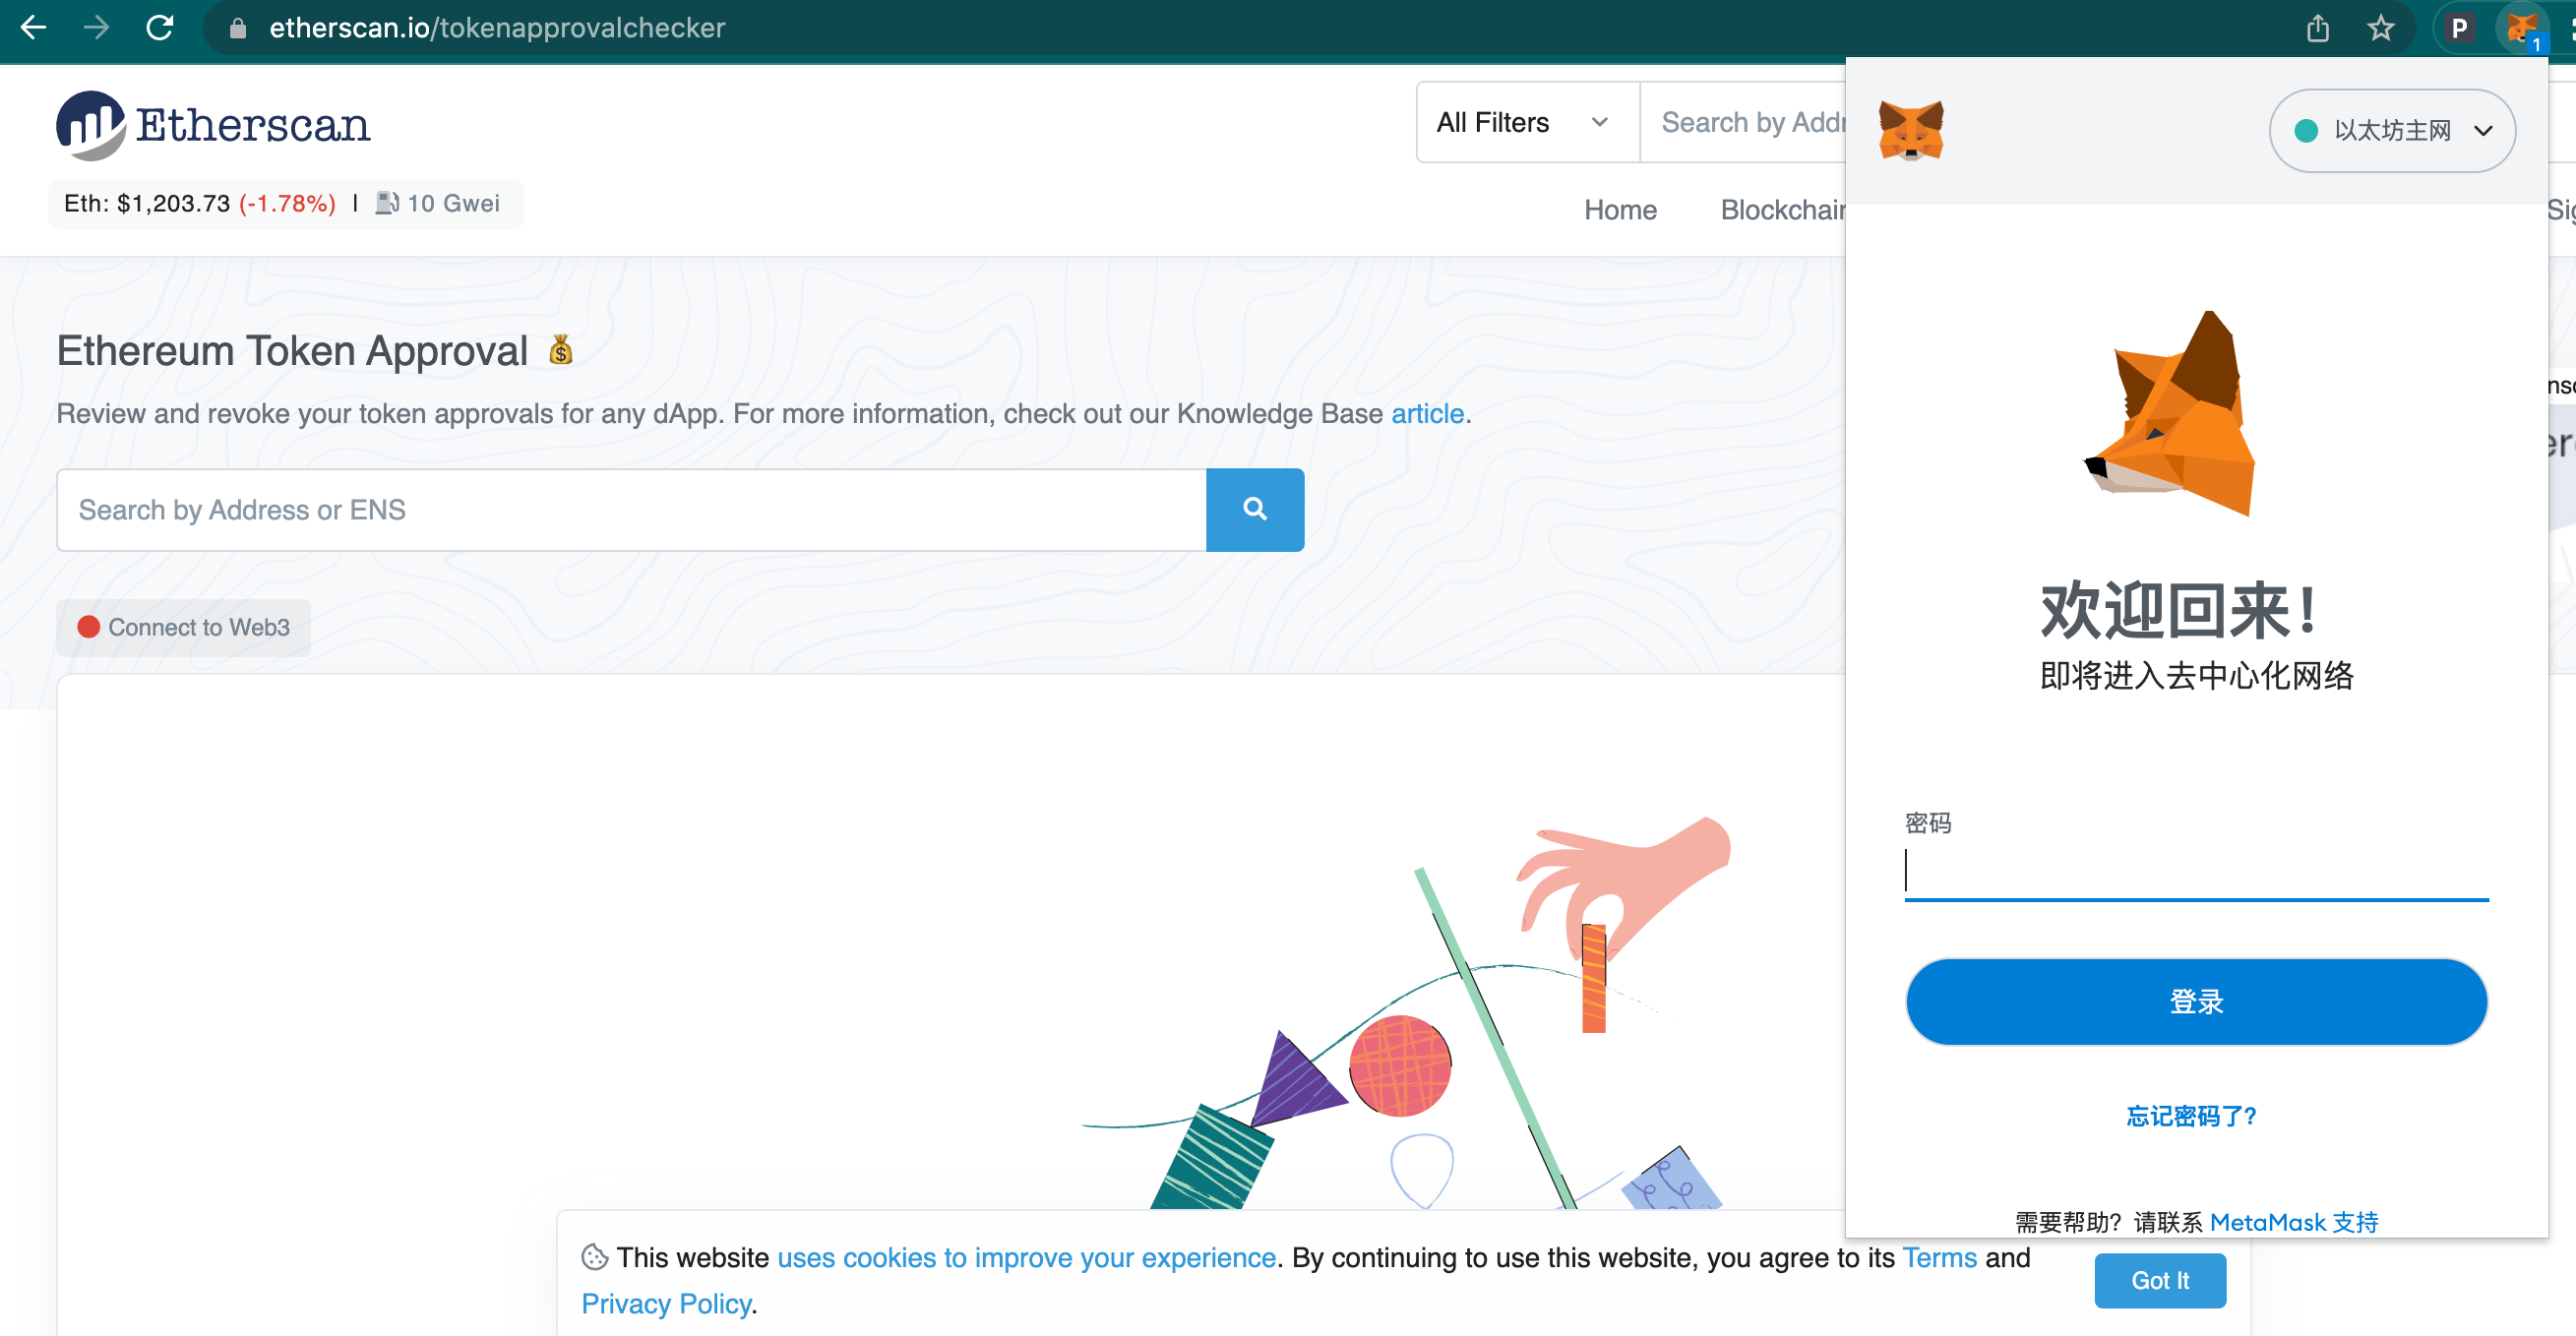 etherscan.io/tokenapprovalchecker
P
1
Etherscan
All Filters
Search by Addr
Eth: $1,203.73 (-1.78%) | 10 Gwei
Home
以太坊主网
Ethereum Token Approval
Review and revoke your token approvals for any dApp. For more information, check out our Knowledge Base article.
Search by Address or ENS
Connect to Web3
欢迎回来!
即将进入去中心化网络
密码
登录
忘记密码了?
需要帮助? 请联系 MetaMask 支持
This website uses cookies to improve your experience. By continuing to use this website, you agree to its Terms and
Privacy Policy.
Got It